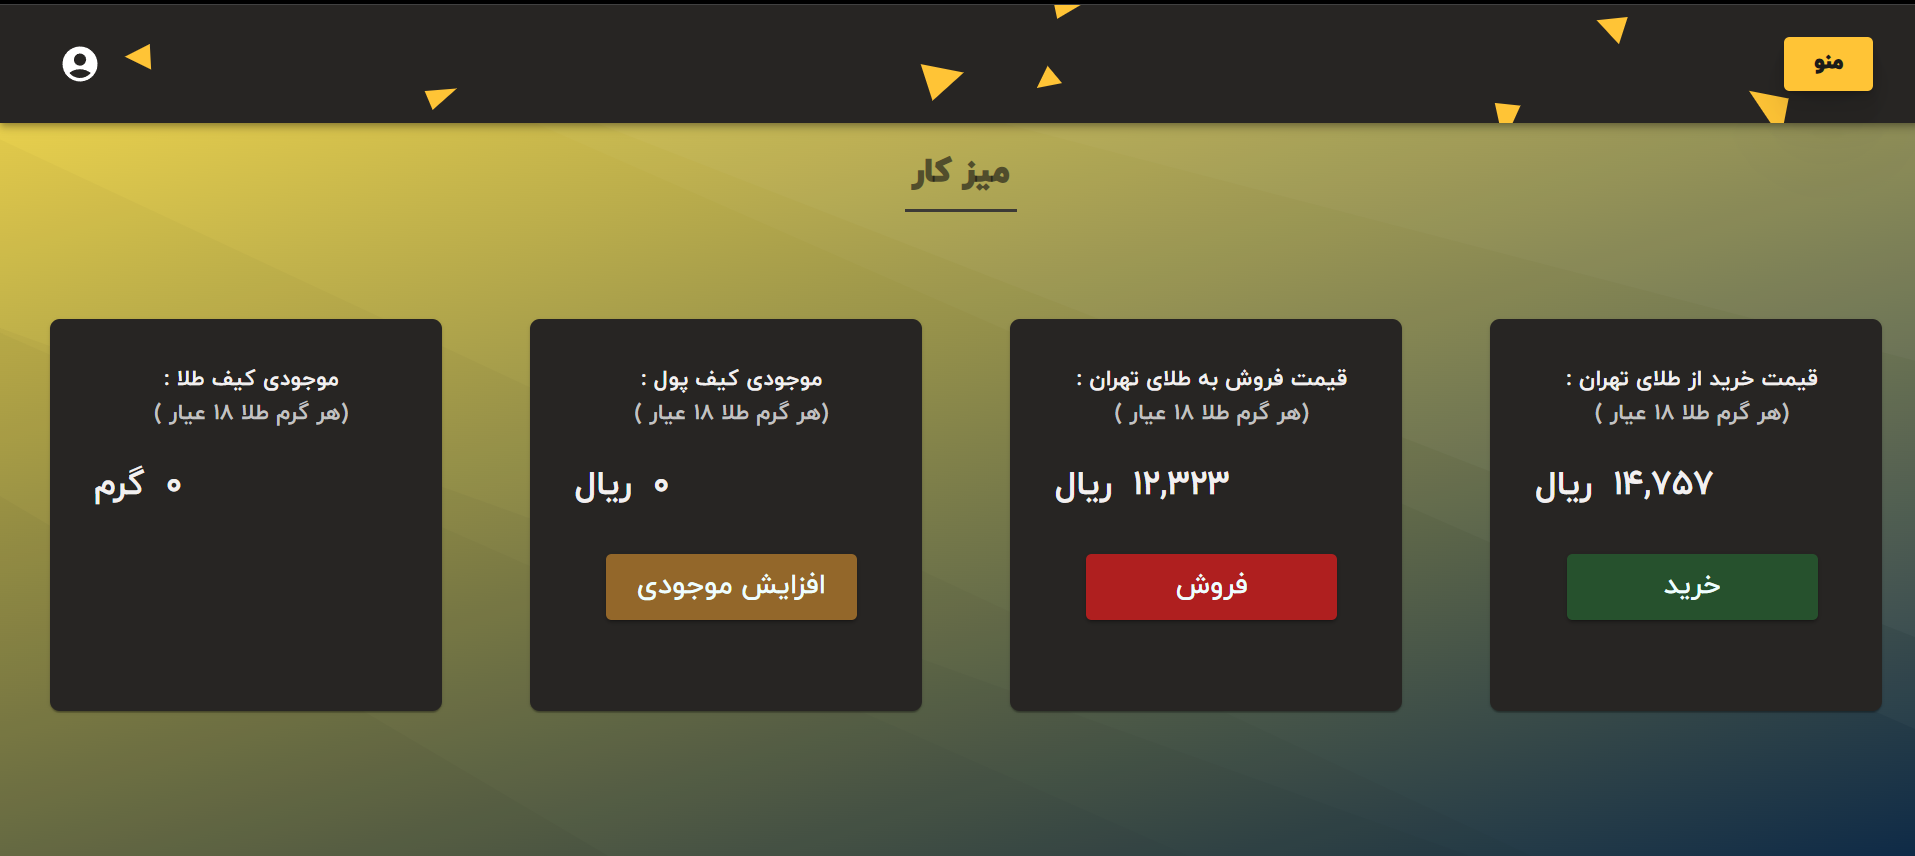 منو
میز کار
قیمت خرید از طلای تهران :
(هر گرم طلا ۱۸ عیار )
۱۴,۷۵۷ ریال
خرید
قیمت فروش به طلای تهران :
(هر گرم طلا ۱۸ عیار )
۱۲,۳۲۳ ریال
فروش
موجودی کیف پول :
(هر گرم طلا ۱۸ عیار )
۰ ریال
افزایش موجودی
موجودی کیف طلا :
(هر گرم طلا ۱۸ عیار )
۰ گرم